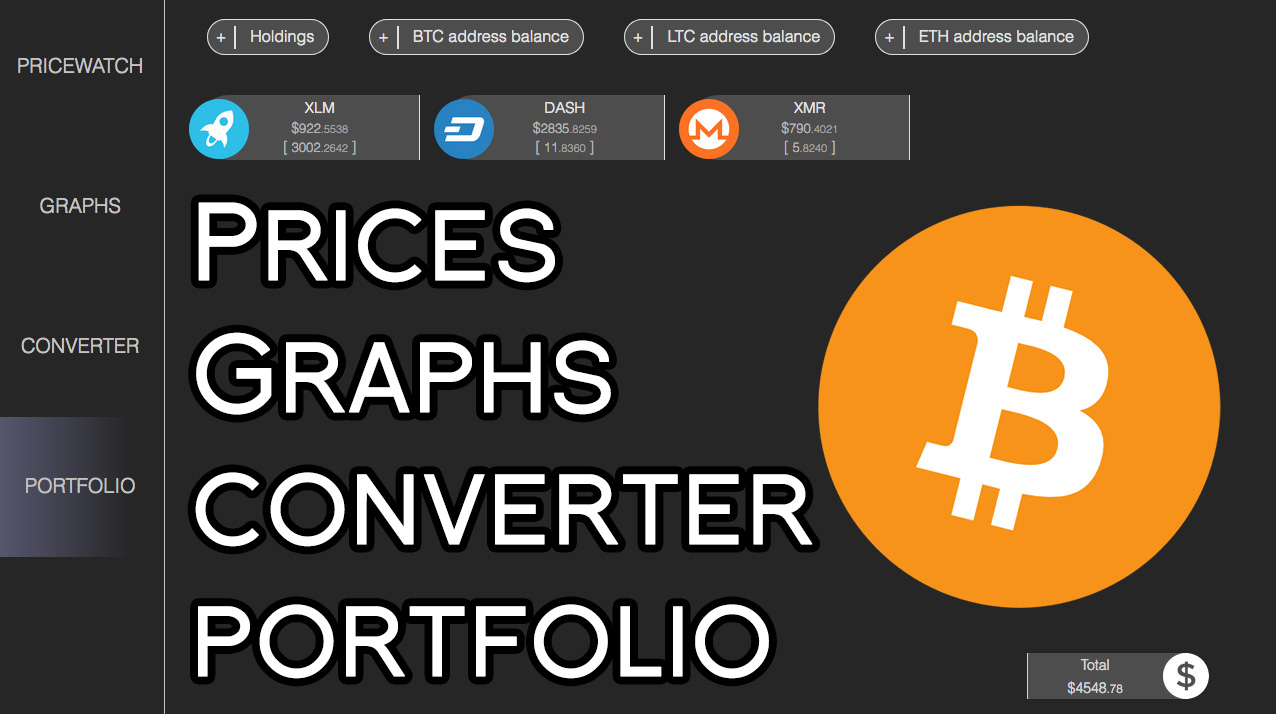 PRICEWATCH
GRAPHS
CONVERTER
PORTFOLIO
+ | Holdings
+ | BTC address balance
+ | LTC address balance
+ | ETH address balance
XLM
$922.5538
[ 3002.2642 ]
DASH
$2835.8259
[ 11.8360 ]
XMR
$790.4021
[ 5.8240 ]
PRICES
GRAPHS
CONVERTER
PORTFOLIO
Total
$4548.78
$